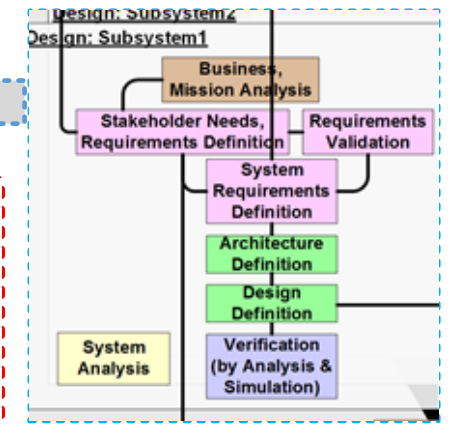 Design: Subsystem2
Design: Subsystem1
Business,
Mission Analysis
Stakeholder Needs,
Requirements Definition
Requirements
Validation
System
Requirements
Definition
Architecture
Definition
Design
Definition
System
Analysis
Verification
(by Analysis &
Simulation)